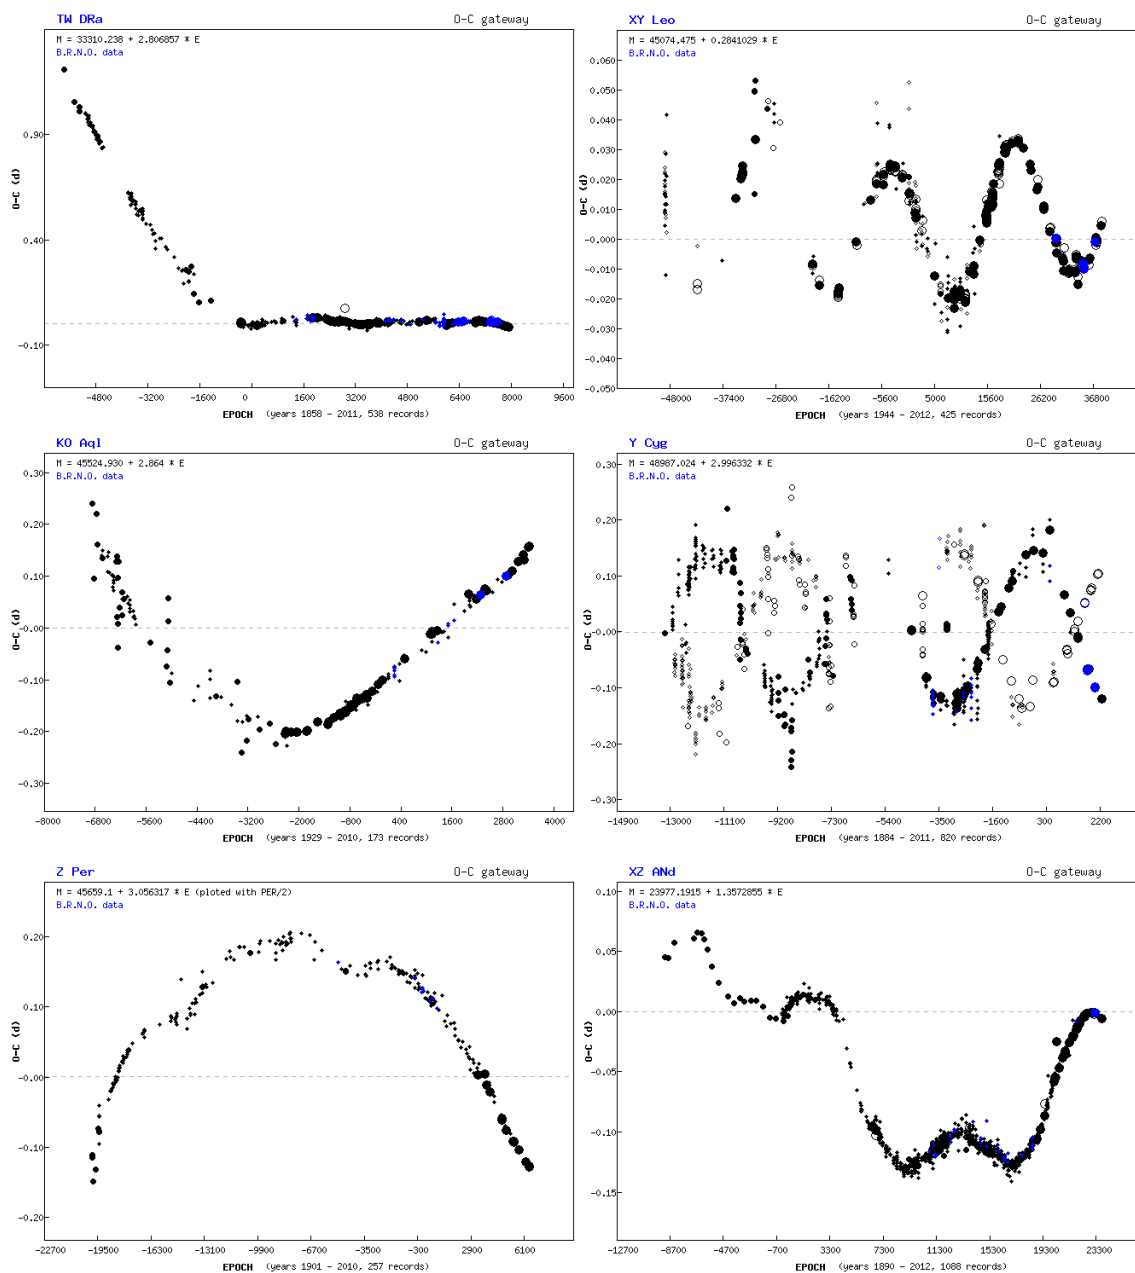 TW DRa O-C gateway
M = 33310.238 + 2.806857 * E
B.R.N.O. data
0.90
0.40
-0.10
O-C (d)
-4800 -3200 -1600 0 1600 3200 4800 6400 8000 9600
EPOCH (years 1858 - 2011, 538 records)
XY Leo O-C gateway
M = 45074.475 + 0.2841029 * E
B.R.N.O. data
0.060
0.050
0.040
0.030
0.020
0.010
-0.000
-0.010
-0.020
-0.030
-0.040
-0.050
O-C (d)
-48000 -37400 -26800 -16200 -5600 5000 15600 26200 36800
EPOCH (years 1944 - 2012, 425 records)
KO Aql O-C gateway
M = 45524.930 + 2.864 * E
B.R.N.O. data
0.30
0.20
0.10
-0.00
-0.10
-0.20
-0.30
O-C (d)
-8000 -6800 -5600 -4400 -3200 -2000 -800 400 1600 2800 4000
EPOCH (years 1929 - 2010, 173 records)
Y Cyg O-C gateway
M = 48987.024 + 2.996332 * E
B.R.N.O. data
0.30
0.20
0.10
-0.00
-0.10
-0.20
-0.30
O-C (d)
-14900 -13000 -11100 -9200 -7300 -5400 -3500 -1600 300 2200
EPOCH (years 1884 - 2011, 820 records)
Z Per O-C gateway
M = 45659.1 + 3.056317 * E (ploted with PER/2)
B.R.N.O. data
0.20
0.10
-0.00
-0.10
-0.20
O-C (d)
-22700 -19500 -16300 -13100 -9900 -6700 -3500 -300 2900 6100
EPOCH (years 1901 - 2010, 257 records)
XZ ANd O-C gateway
M = 23977.1915 + 1.3572855 * E
B.R.N.O. data
0.10
0.05
-0.00
-0.05
-0.10
-0.15
O-C (d)
-12700 -8700 -4700 -700 3300 7300 11300 15300 19300 23300
EPOCH (years 1890 - 2012, 1088 records)